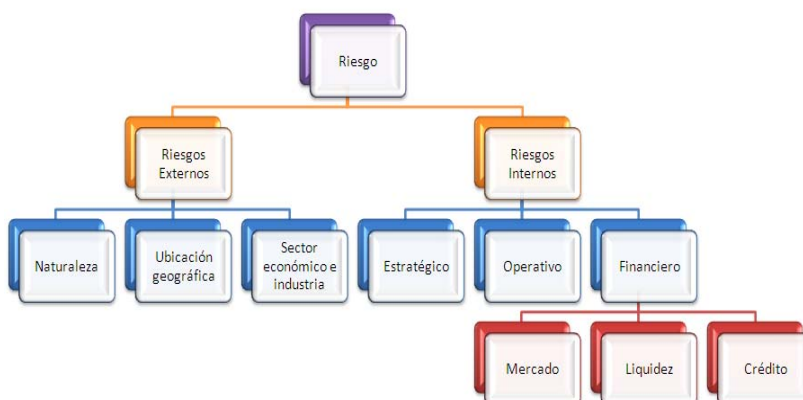 Riesgo
Riesgos
Externos
Riesgos
Internos
Naturaleza
Ubicación
geográfica
Sector
económico e
industria
Estratégico
Operativo
Financiero
Mercado
Liquidez
Crédito